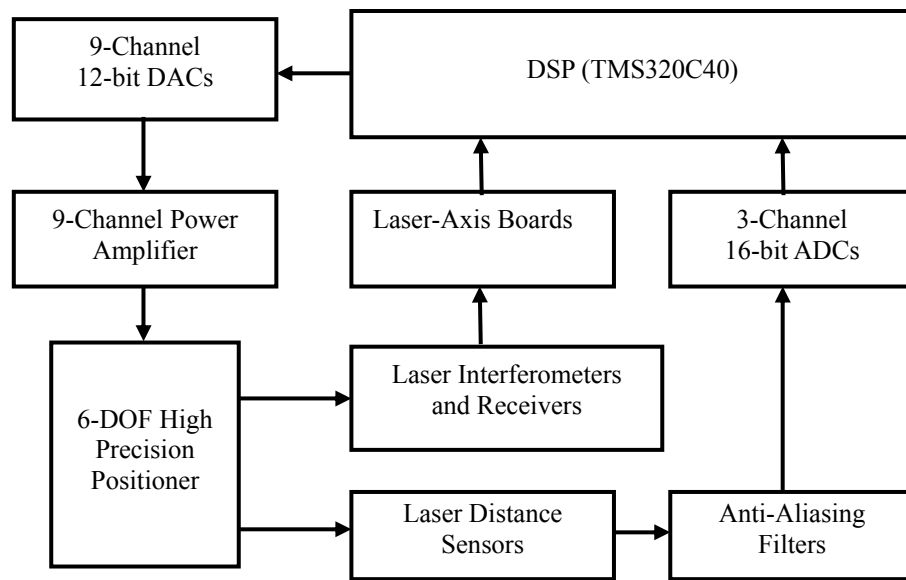 9-Channel
12-bit DACs
DSP (TMS320C40)
9-Channel Power
Amplifier
Laser-Axis Boards
3-Channel
16-bit ADCs
6-DOF High
Precision
Positioner
Laser Interferometers
and Receivers
Laser Distance
Sensors
Anti-Aliasing
Filters